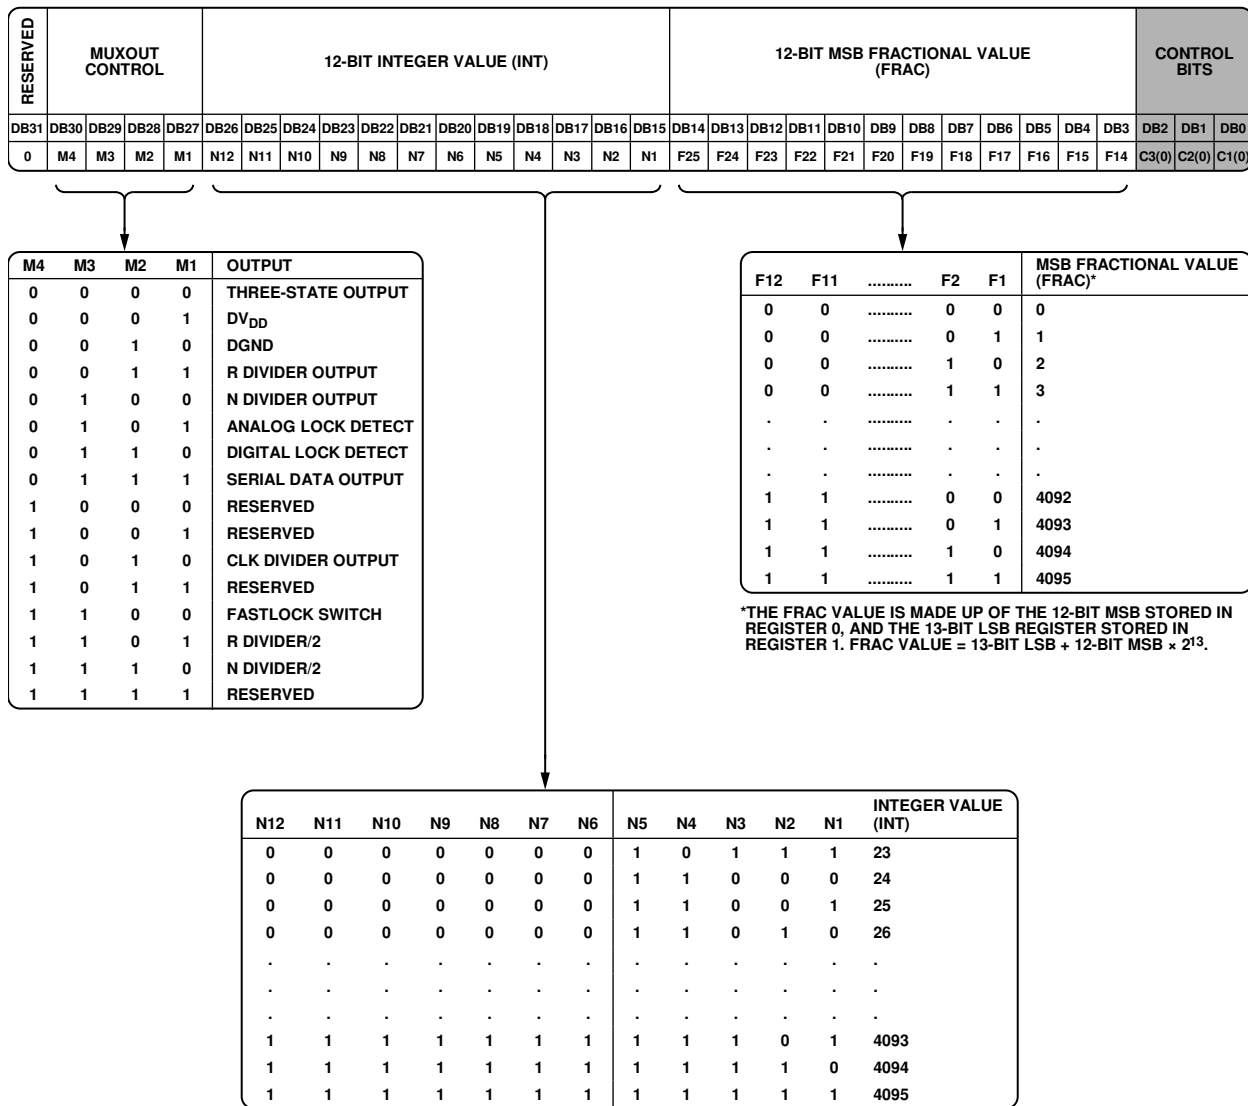 RESERVED
MUXOUT
CONTROL
12-BIT INTEGER VALUE (INT)
12-BIT MSB FRACTIONAL VALUE
(FRAC)
CONTROL
BITS
DB31 DB30 DB29 DB28 DB27 DB26 DB25 DB24 DB23 DB22 DB21 DB20 DB19 DB18 DB17 DB16 DB15 DB14 DB13 DB12 DB11 DB10 DB9 DB8 DB7 DB6 DB5 DB4 DB3 DB2 DB1 DB0
0 M4 M3 M2 M1 N12 N11 N10 N9 N8 N7 N6 N5 N4 N3 N2 N1 F25 F24 F23 F22 F21 F20 F19 F18 F17 F16 F15 F14 C3(0) C2(0) C1(0)
M4 M3 M2 M1 OUTPUT
0 0 0 0 THREE-STATE OUTPUT
0 0 0 1 DVDD
0 0 1 0 DGND
0 0 1 1 R DIVIDER OUTPUT
0 1 0 0 N DIVIDER OUTPUT
0 1 0 1 ANALOG LOCK DETECT
0 1 1 0 DIGITAL LOCK DETECT
0 1 1 1 SERIAL DATA OUTPUT
1 0 0 0 RESERVED
1 0 0 1 RESERVED
1 0 1 0 CLK DIVIDER OUTPUT
1 0 1 1 RESERVED
1 1 0 0 FASTLOCK SWITCH
1 1 0 1 R DIVIDER/2
1 1 1 0 N DIVIDER/2
1 1 1 1 RESERVED
F12 F11 .......... F2 F1 MSB FRACTIONAL VALUE
(FRAC)*
0 0 .......... 0 0 0
0 0 .......... 0 1 1
0 0 .......... 1 0 2
0 0 .......... 1 1 3
. . .......... . . .
. . .......... . . .
. . .......... . . .
1 1 .......... 0 0 4092
1 1 .......... 0 1 4093
1 1 .......... 1 0 4094
1 1 .......... 1 1 4095
*THE FRAC VALUE IS MADE UP OF THE 12-BIT MSB STORED IN
REGISTER 0, AND THE 13-BIT LSB REGISTER STORED IN
REGISTER 1. FRAC VALUE = 13-BIT LSB + 12-BIT MSB × 2¹³.
N12 N11 N10 N9 N8 N7 N6 N5 N4 N3 N2 N1 INTEGER VALUE
(INT)
0 0 0 0 0 0 0 1 0 1 1 1 23
0 0 0 0 0 0 0 1 1 0 0 0 24
0 0 0 0 0 0 0 1 1 0 0 1 25
0 0 0 0 0 0 0 1 1 0 1 0 26
. . . . . . . . . . . . .
. . . . . . . . . . . . .
. . . . . . . . . . . . .
1 1 1 1 1 1 1 1 1 1 0 1 4093
1 1 1 1 1 1 1 1 1 1 1 0 4094
1 1 1 1 1 1 1 1 1 1 1 1 4095